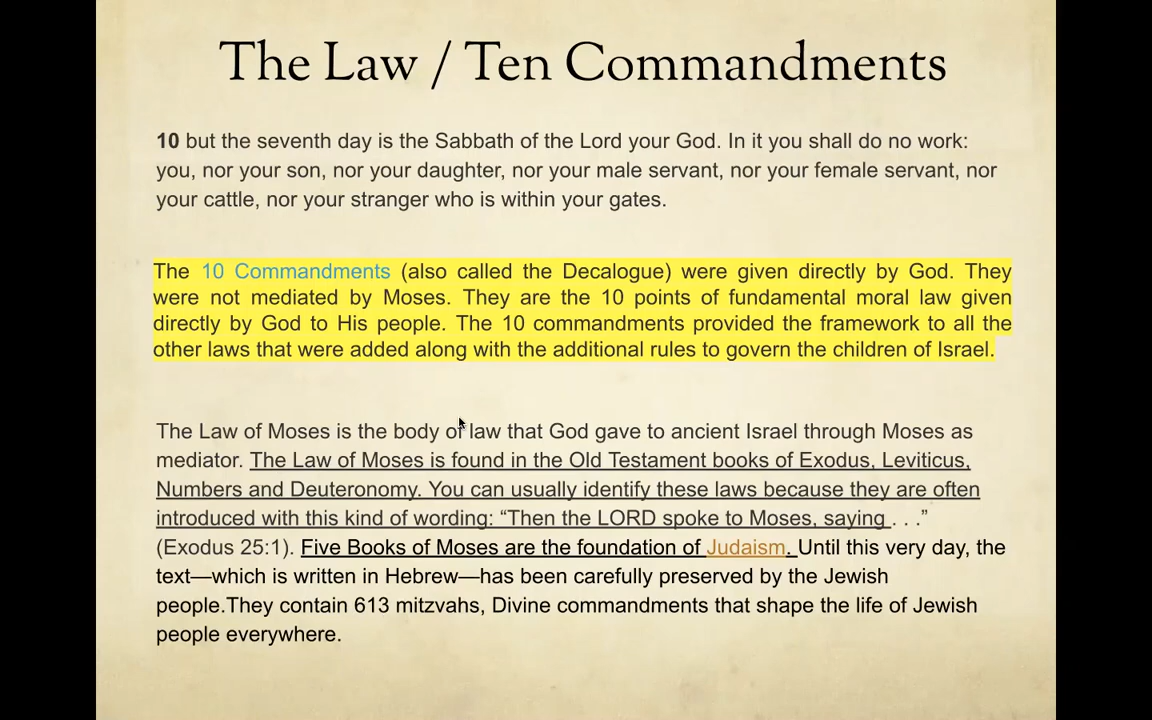 The Law / Ten Commandments
10 but the seventh day is the Sabbath of the Lord your God. In it you shall do no work:
you, nor your son, nor your daughter, nor your male servant, nor your female servant, nor
your cattle, nor your stranger who is within your gates.
The 10 Commandments (also called the Decalogue) were given directly by God. They
were not mediated by Moses. They are the 10 points of fundamental moral law given
directly by God to His people. The 10 commandments provided the framework to all the
other laws that were added along with the additional rules to govern the children of Israel.
The Law of Moses is the body of law that God gave to ancient Israel through Moses as
mediator. The Law of Moses is found in the Old Testament books of Exodus, Leviticus,
Numbers and Deuteronomy. You can usually identify these laws because they are often
introduced with this kind of wording: “Then the LORD spoke to Moses, saying . . .”
(Exodus 25:1). Five Books of Moses are the foundation of Judaism. Until this very day, the
text—which is written in Hebrew—has been carefully preserved by the Jewish
people.They contain 613 mitzvahs, Divine commandments that shape the life of Jewish
people everywhere.